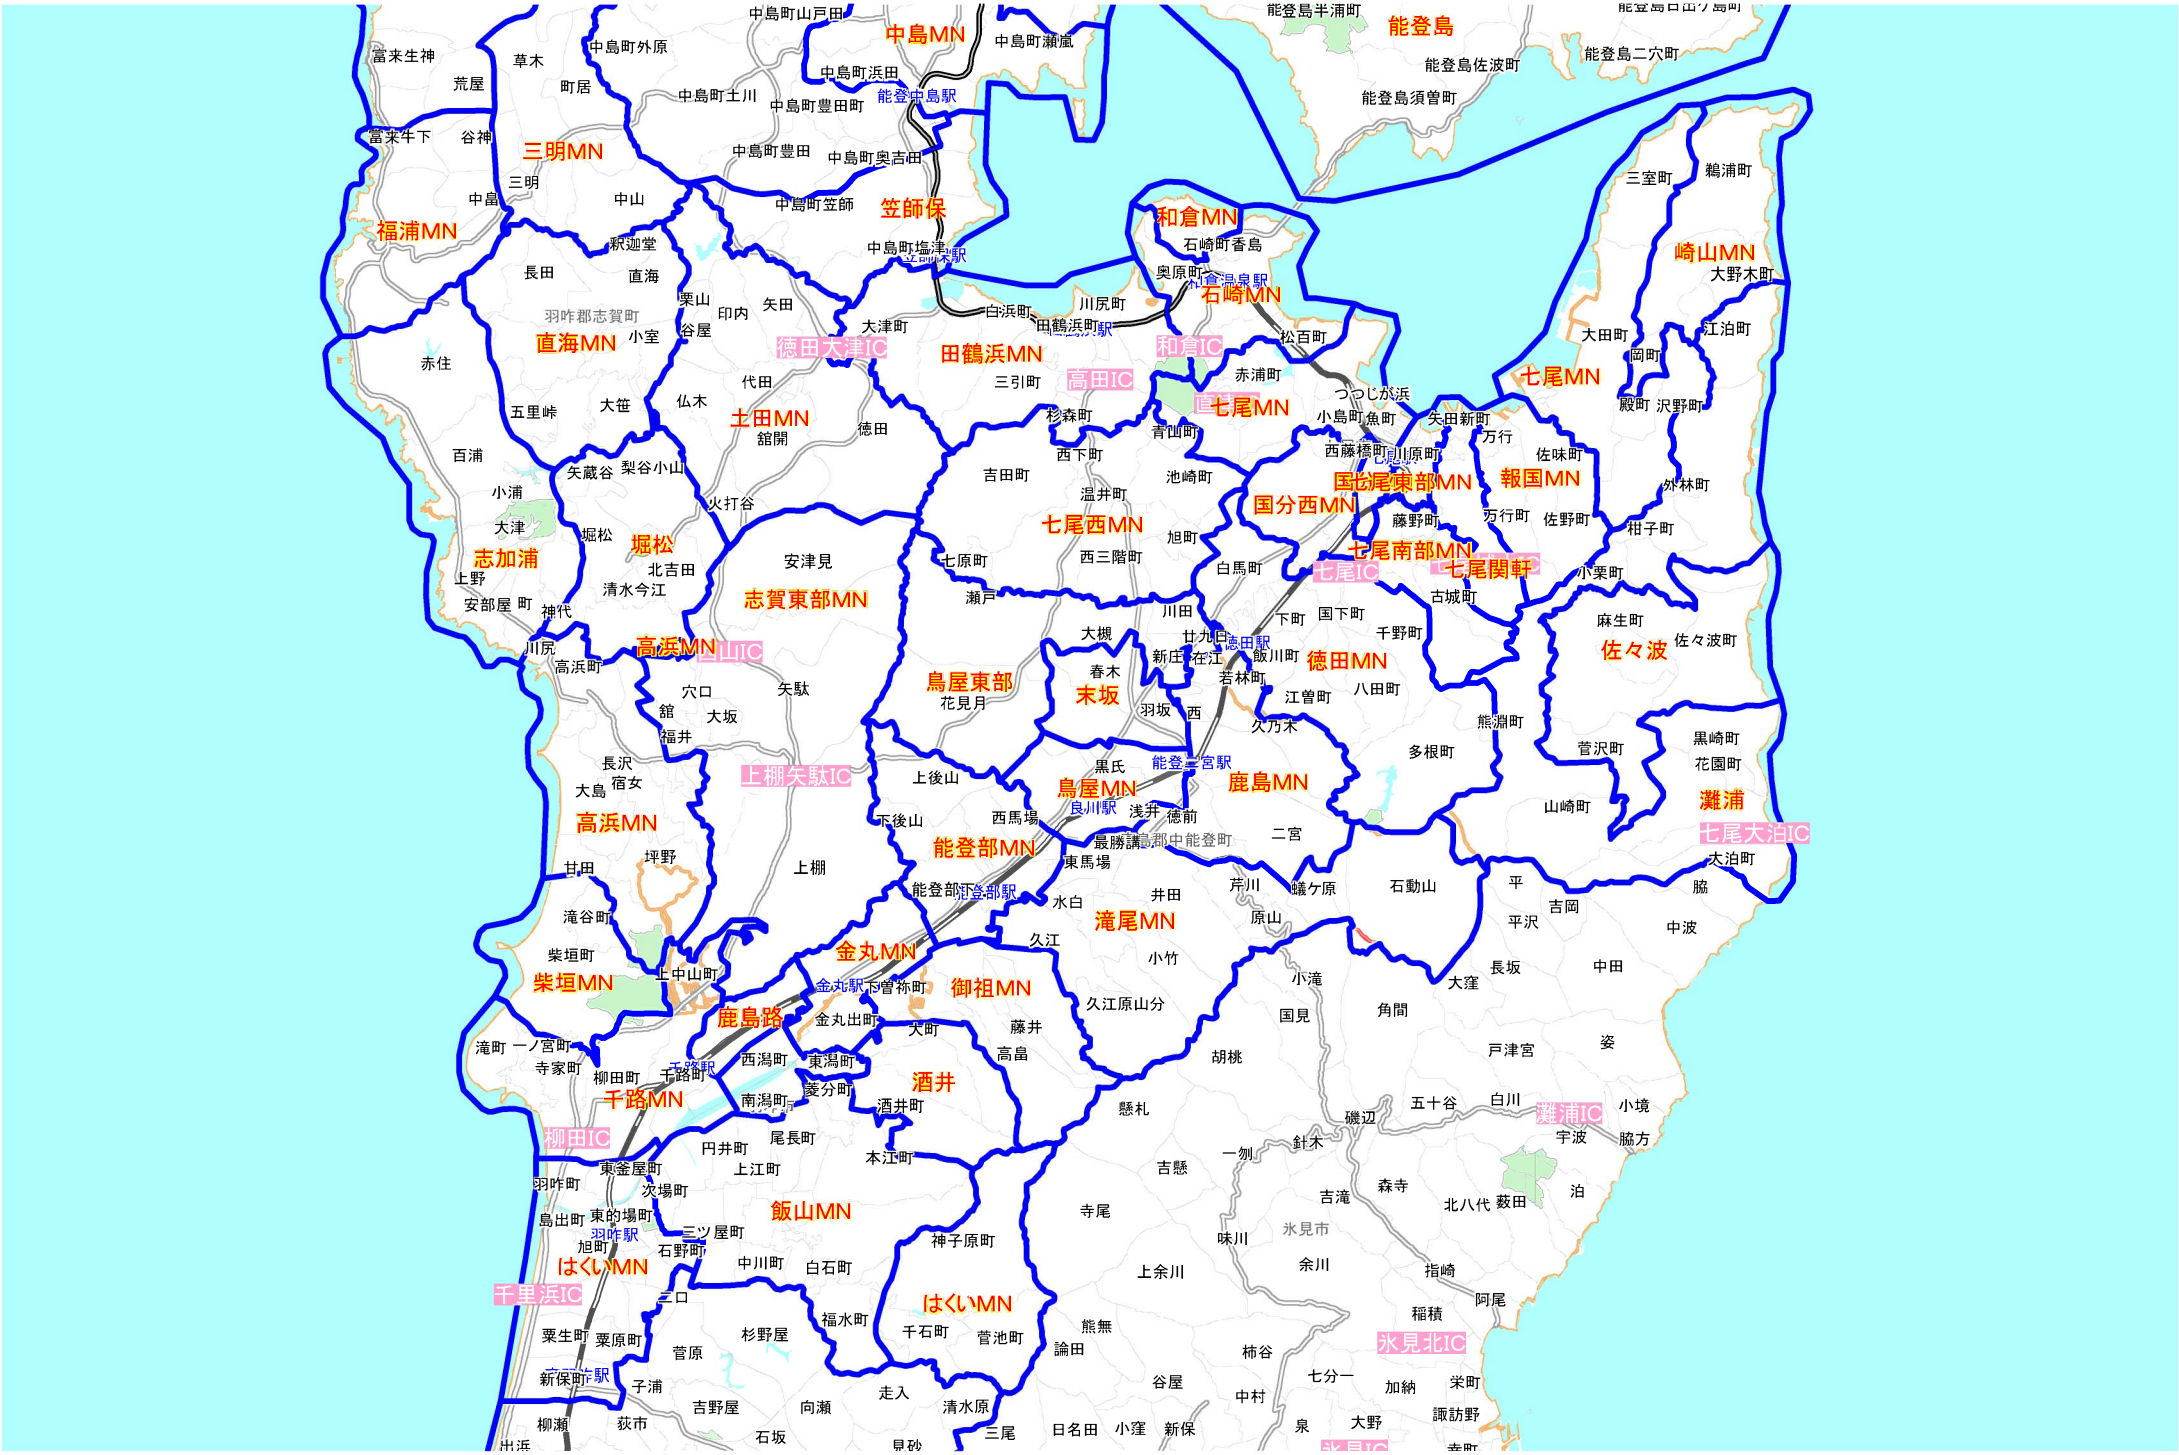 中島町山戸田
中島MN
能登島半浦町
能登島
能登島日出ケ島町
富来生神
草木
中島町外原
中島町瀬嵐
能登島二穴町
荒屋
町居
中島町浜田
能登島佐波町
中島町土川
中島町豊田町
能登中島駅
能登島須曽町
富来牛下
谷神
三明MN
中島町豊田
中島町奥吉田
三明
中畠
中山
中島町笠師
笠師保
三室町
鵜浦町
福浦MN
和倉MN
釈迦堂
中島町塩津
石崎町香島
崎山MN
長田
直海
奥原町
和倉温泉駅
大野木町
栗山
印内
矢田
白浜町
川尻町
石崎MN
羽咋郡志賀町
谷屋
大津町
田鶴浜町
松百町
大田町
江泊町
直海MN
小室
徳田大津IC
田鶴浜MN
和倉IC
岡町
赤住
代田
三引町
高田IC
赤浦町
七尾MN
五里峠
大笹
仏木
土田MN
舘開
徳田
杉森町
七尾MN
つつじが浜
殿町
沢野町
青山町
小島町
魚町
矢田新町
万行
百浦
矢蔵谷
梨谷小山
西下町
西藤橋町
川原町
佐味町
小浦
吉田町
池崎町
七尾東部MN
報国MN
外林町
大津
火打谷
温井町
国分西MN
堀松
七尾西MN
藤野町
万行町
佐野町
柑子町
志加浦
堀松
安津見
七原町
西三階町
旭町
七尾南部MN
上野
北吉田
白馬町
七尾IC
七尾関軒
小栗町
安部屋
町
神代
清水今江
志賀東部MN
瀬戸
川田
下町
国下町
古城町
麻生町
川尻
高浜MN
大槻
廿九日
徳田駅
千野町
佐々波
佐々波町
高浜町
新庄
在江
飯川町
徳田MN
穴口
矢駄
鳥屋東部
春木
末坂
若林町
八田町
舘
大坂
花見月
羽坂
西
江曽町
福井
久乃木
熊淵町
長沢
宿女
上棚矢駄IC
上後山
黒氏
能登二宮駅
多根町
菅沢町
黒崎町
花園町
大島
鳥屋MN
鹿島MN
灘浦
高浜MN
下後山
西馬場
良川駅
浅井
徳前
山崎町
能登部MN
最勝講
二宮
七尾大泊IC
坪野
東馬場
大泊町
甘田
上棚
能登部下
能登部駅
水白
井田
芹川
蟻ケ原
石動山
平
脇
滝谷町
滝尾MN
原山
吉岡
平沢
中波
柴垣町
金丸MN
久江
小竹
長坂
中田
柴垣MN
上中山町
金丸駅
下曽祢町
御祖MN
小滝
大窪
鹿島路
金丸出町
久江原山分
国見
角間
大町
藤井
滝町
一ノ宮町
西潟町
東潟町
高畠
胡桃
戸津宮
姿
寺家町
柳田町
千路町
酒井
千路MN
南潟町
菱分町
酒井町
懸札
磯辺
五十谷
白川
灘浦IC
小境
柳田IC
尾長町
円井町
針木
宇波
脇方
東釜屋町
上江町
本江町
吉懸
一刎
羽咋町
次場町
飯山MN
吉滝
森寺
泊
島出町
東的場町
寺尾
北八代
薮田
羽咋駅
三ツ屋町
神子原町
味川
氷見市
旭町
石野町
はくいMN
中川町
白石町
上余川
余川
指崎
千里浜IC
二口
はくいMN
阿尾
粟生町
粟原町
杉野屋
福水町
千石町
菅池町
熊無
稲積
菅原
論田
柿谷
氷見北IC
新保町
子浦
谷屋
七分一
加納
栄町
吉野屋
向瀬
走入
清水原
中村
柳瀬
荻市
石坂
三尾
日名田
小窪
新保
泉
大野
諏訪野
出浜
見砂
氷見IC
幸町